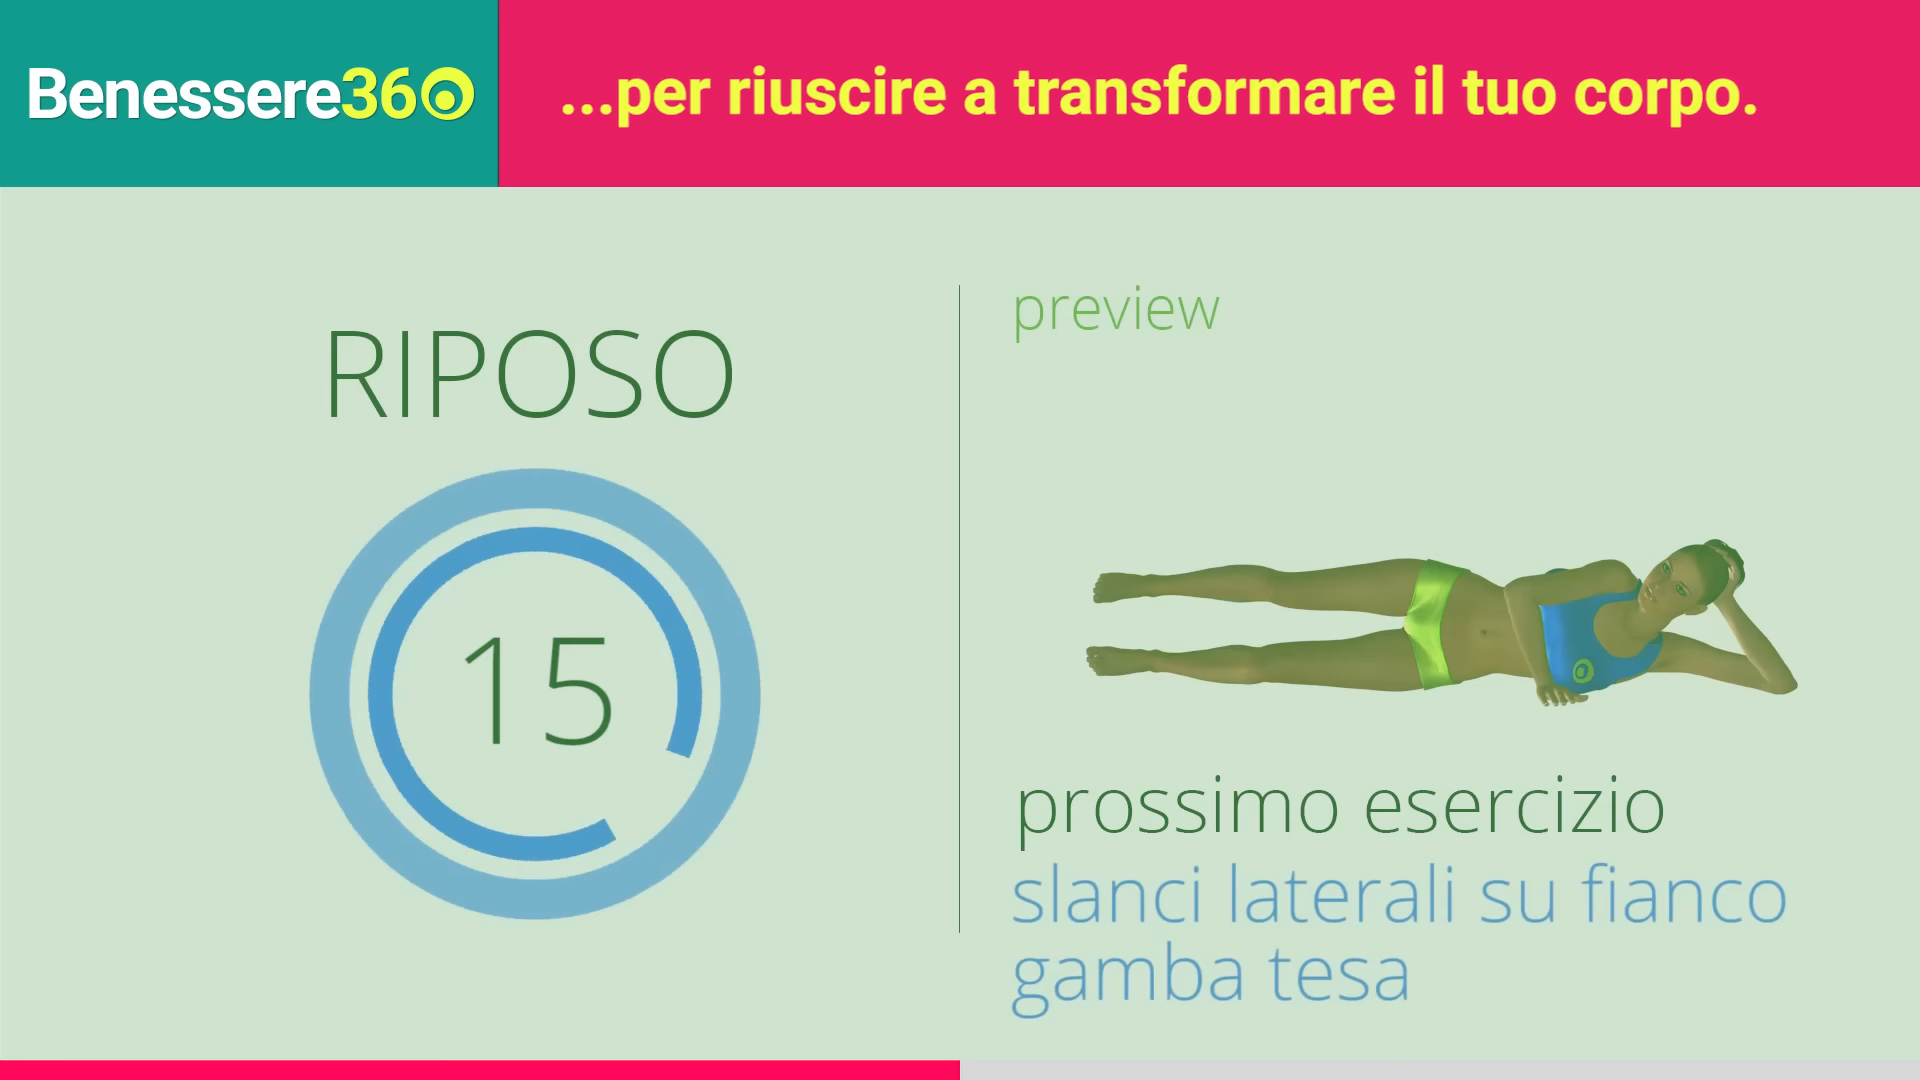 Benessere360
...per riuscire a transformare il tuo corpo.
RIPOSO
15
preview
prossimo esercizio
slanci laterali su fianco
gamba tesa